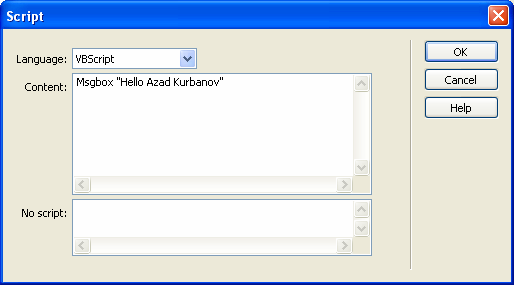 Script
Language: VBScript
OK
Content: Msgbox "Hello Azad Kurbanov"
Cancel
Help
No script: